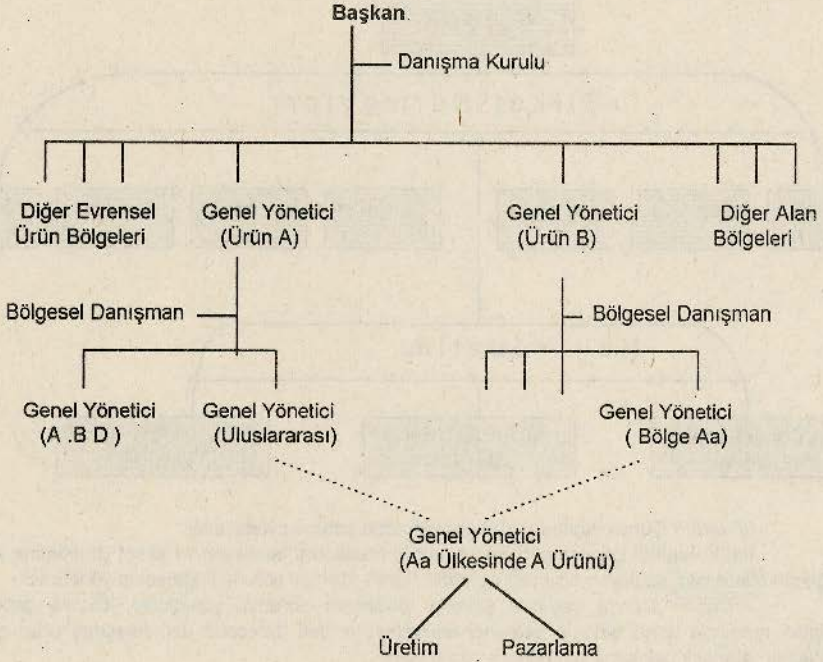 Başkan
Danışma Kurulu
Diğer Evrensel
Ürün Bölgeleri
Genel Yönetici
(Ürün A)
Genel Yönetici
(Ürün B)
Diğer Alan
Bölgeleri
Bölgesel Danışman
Bölgesel Danışman
Genel Yönetici
(A .B D )
Genel Yönetici
(Uluslararası)
Genel Yönetici
( Bölge Aa)
Genel Yönetici
(Aa Ülkesinde A Ürünü)
Üretim
Pazarlama